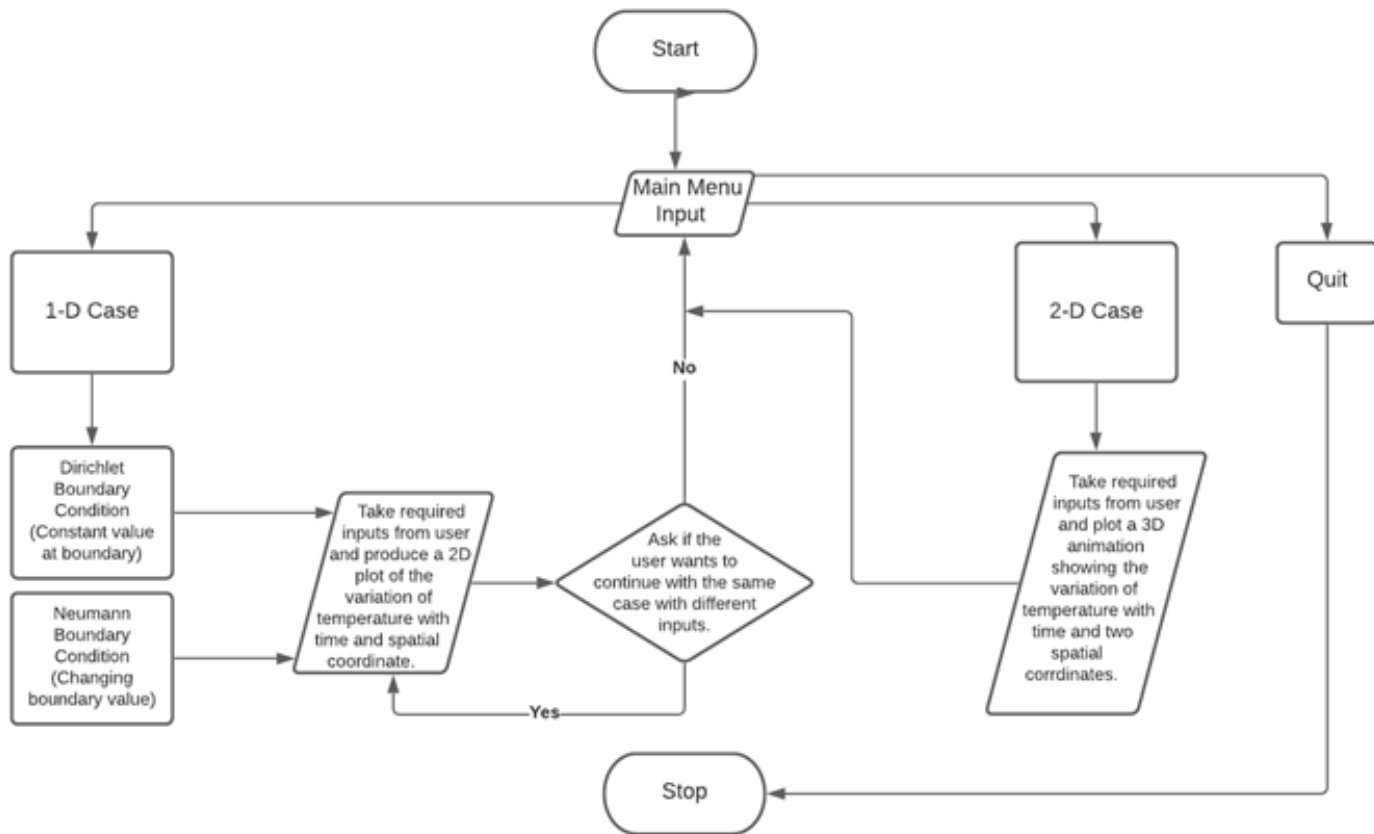 Start
Main Menu
Input
1-D Case
2-D Case
Quit
No
Dirichlet
Boundary
Condition
(Constant value
at boundary)
Neumann
Boundary
Condition
(Changing
boundary value)
Take required
inputs from user
and produce a 2D
plot of the
variation of
temperature with
time and spatial
coordinate.
Ask if the
user wants to
continue with the same
case with different
inputs.
Yes
Take required
inputs from user
and plot a 3D
animation
showing the
variation of
temperature with
time and two
spatial
corrdinates.
Stop